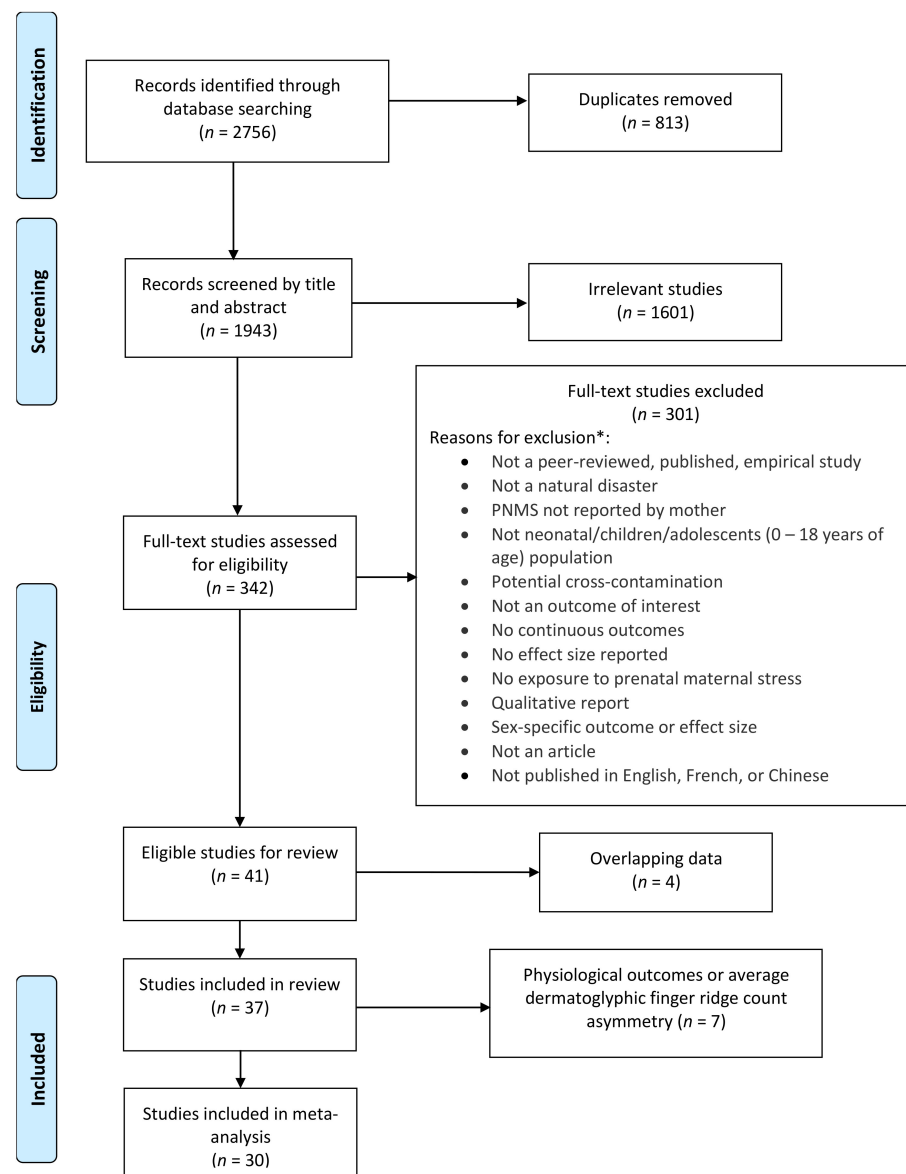 Identification
Records identified through
database searching
(n = 2756)
Duplicates removed
(n = 813)
Screening
Records screened by title
and abstract
(n = 1943)
Irrelevant studies
(n = 1601)
Eligibility
Full-text studies assessed
for eligibility
(n = 342)
Full-text studies excluded
(n = 301)
Reasons for exclusion*:
• Not a peer-reviewed, published, empirical study
• Not a natural disaster
• PNMS not reported by mother
• Not neonatal/children/adolescents (0 – 18 years of
age) population
• Potential cross-contamination
• Not an outcome of interest
• No continuous outcomes
• No effect size reported
• No exposure to prenatal maternal stress
• Qualitative report
• Sex-specific outcome or effect size
• Not an article
• Not published in English, French, or Chinese
Eligible studies for review
(n = 41)
Overlapping data
(n = 4)
Included
Studies included in review
(n = 37)
Physiological outcomes or average
dermatoglyphic finger ridge count
asymmetry (n = 7)
Studies included in meta-
analysis
(n = 30)